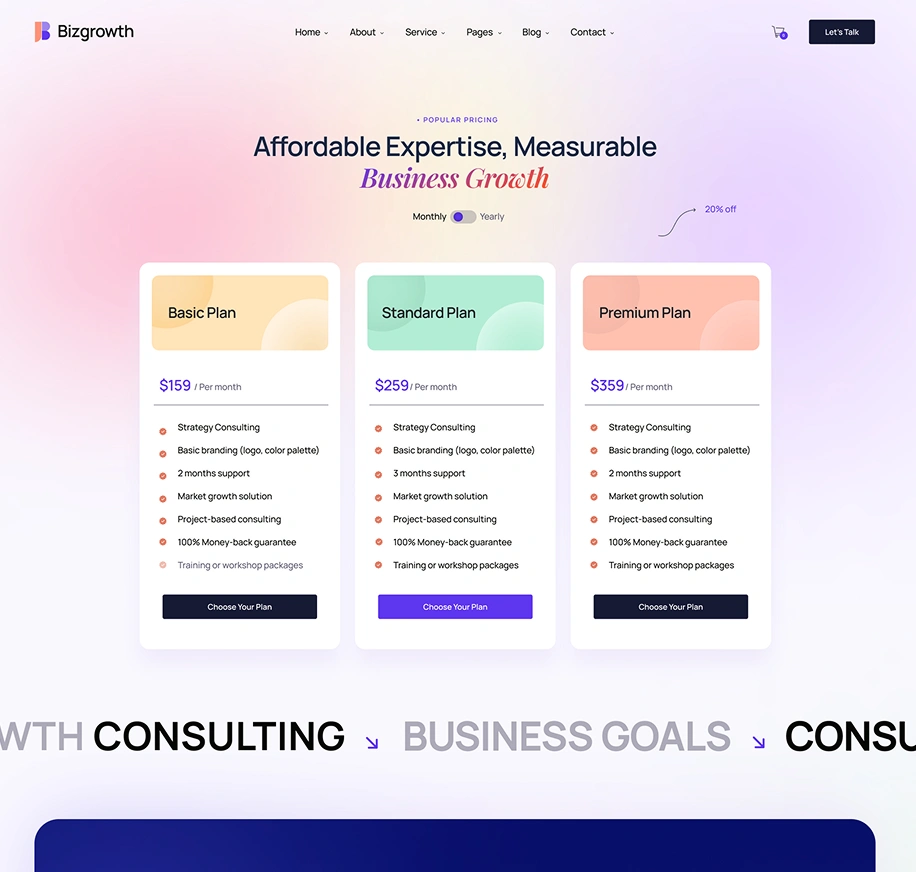 Bizgrowth
Home About Service Pages Blog Contact
0
Let's Talk
• POPULAR PRICING
Affordable Expertise, Measurable
Business Growth
Monthly Yearly
20% off
Basic Plan
$159 / Per month
Strategy Consulting
Basic branding (logo, color palette)
2 months support
Market growth solution
Project-based consulting
100% Money-back guarantee
Training or workshop packages
Choose Your Plan
Standard Plan
$259 / Per month
Strategy Consulting
Basic branding (logo, color palette)
3 months support
Market growth solution
Project-based consulting
100% Money-back guarantee
Training or workshop packages
Choose Your Plan
Premium Plan
$359 / Per month
Strategy Consulting
Basic branding (logo, color palette)
2 months support
Market growth solution
Project-based consulting
100% Money-back guarantee
Training or workshop packages
Choose Your Plan
WTH CONSULTING BUSINESS GOALS CONSU